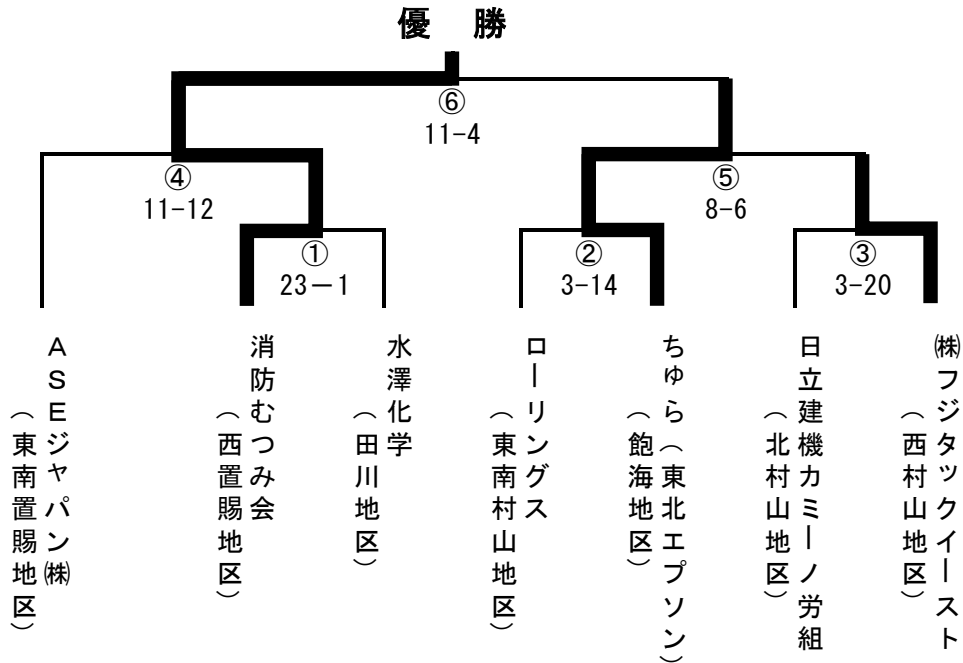 優　勝
⑥
11-4
④
11-12
⑤
8-6
①
23－1
②
3-14
③
3-20
ＡＳＥジャパン㈱
（東南置賜地区）
消防むつみ会
（西置賜地区）
水澤化学
（田川地区）
ローリングス
（東南村山地区）
ちゅら（東北エプソン）
（飽海地区）
日立建機カミーノ労組
（北村山地区）
㈱フジタックイースト
（西村山地区）